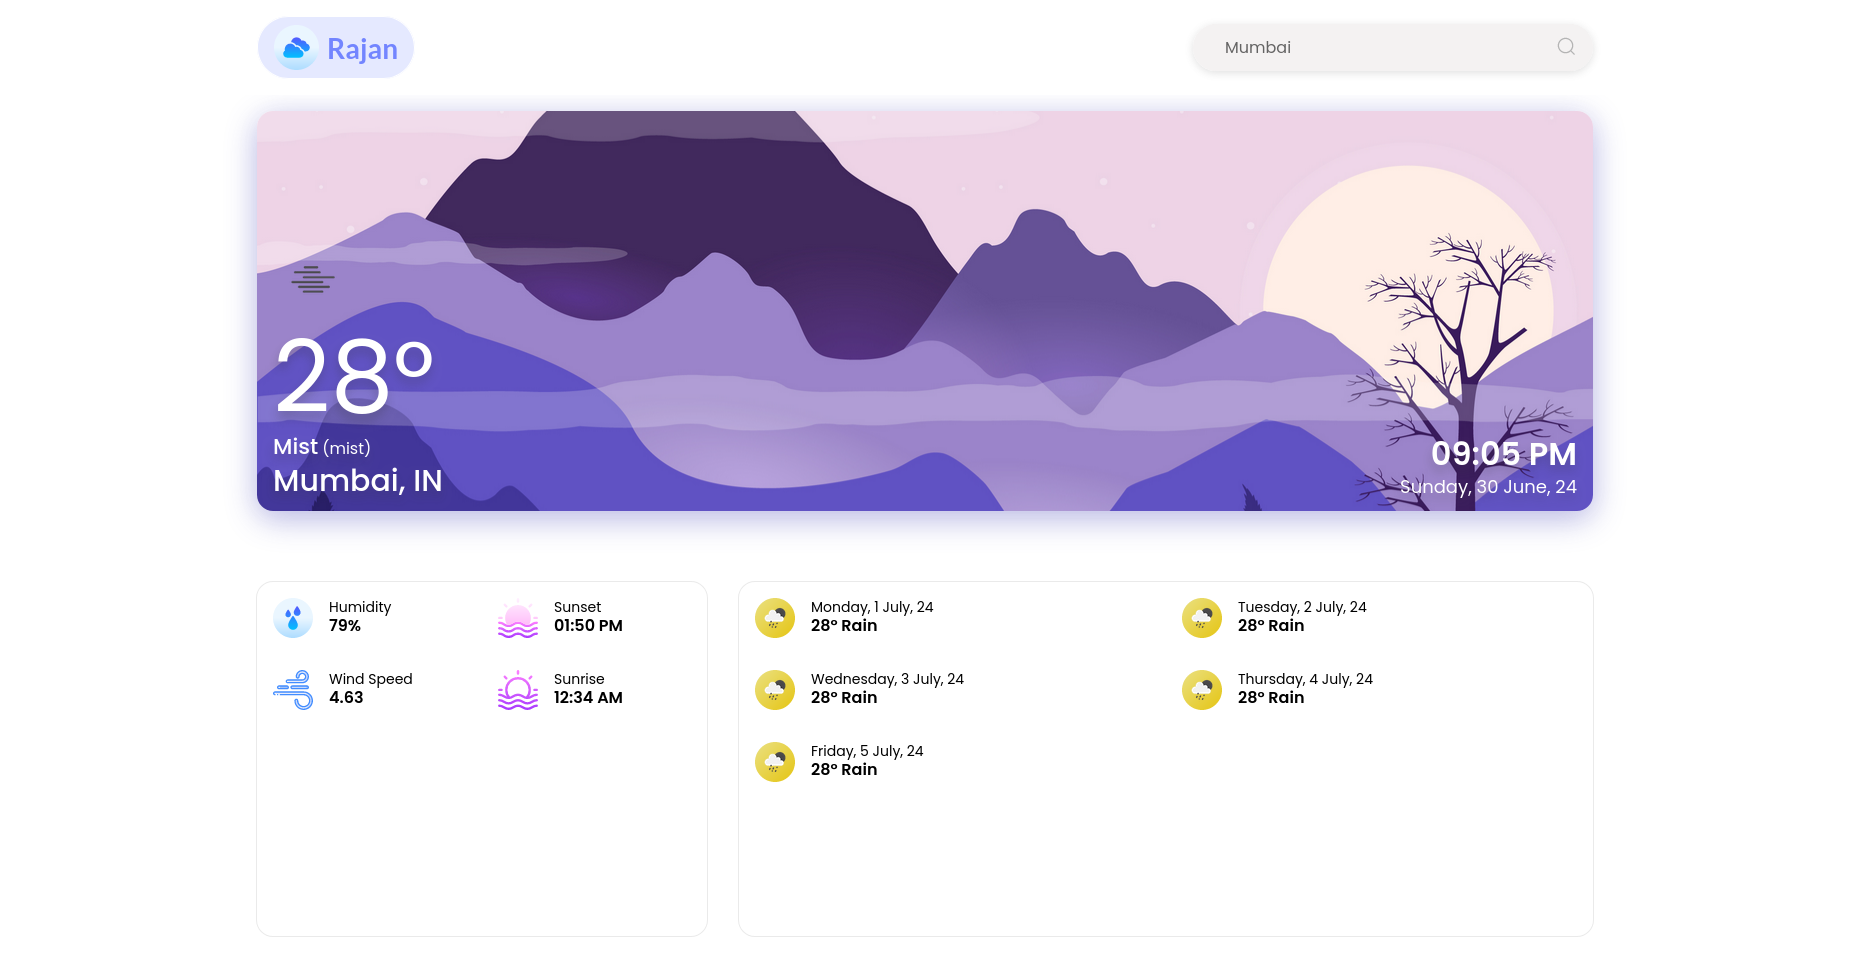 Rajan
Mumbai
28°
Mist (mist)
Mumbai, IN
09:05 PM
Sunday, 30 June, 24
Humidity
79%
Sunset
01:50 PM
Wind Speed
4.63
Sunrise
12:34 AM
Monday, 1 July, 24
28° Rain
Tuesday, 2 July, 24
28° Rain
Wednesday, 3 July, 24
28° Rain
Thursday, 4 July, 24
28° Rain
Friday, 5 July, 24
28° Rain